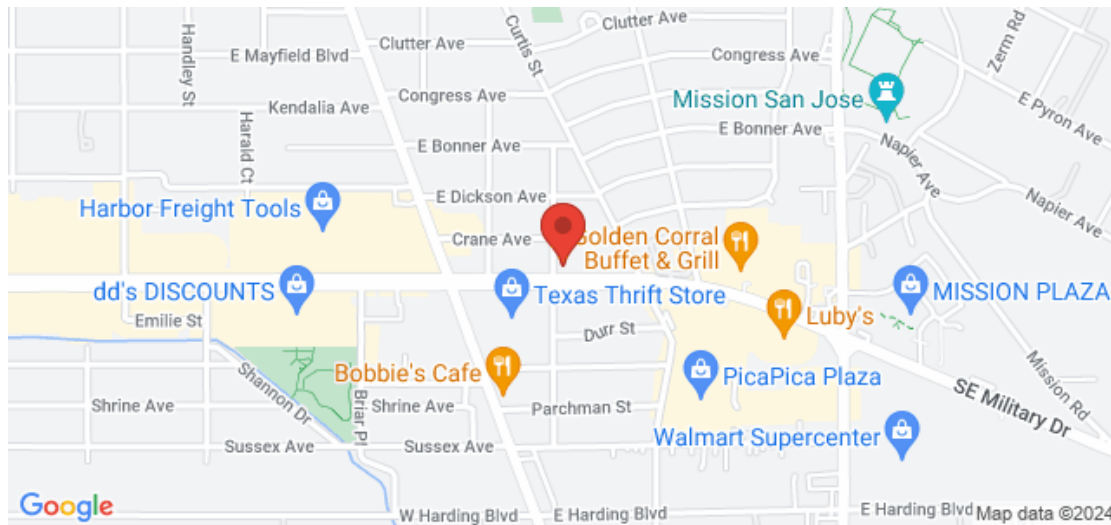 Clutter Ave
Clutter Ave
Handley St
Curtis St
E Mayfield Blvd
Congress Ave
Zerm Rd
Congress Ave
Mission San Jose
E Pyron Ave
Kendalia Ave
Harald Ct
E Bonner Ave
E Bonner Ave
Napier Ave
E Dickson Ave
Napier Ave
Harbor Freight Tools
Crane Ave
Golden Corral
Buffet & Grill
dd's DISCOUNTS
Texas Thrift Store
MISSION PLAZA
Emilie St
Luby's
Durr St
Bobbie's Cafe
PicaPica Plaza
Shannon Dr
Briar Pl
Mission Rd
SE Military Dr
Shrine Ave
Shrine Ave
Parchman St
Walmart Supercenter
Sussex Ave
Sussex Ave
Google
W Harding Blvd
E Harding Blvd
E Harding Blvd
Map data ©2024